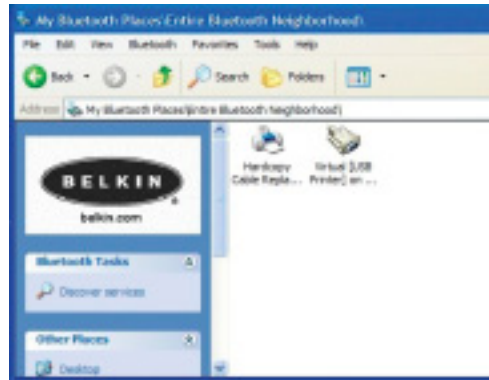 My Bluetooth Places\Entire Bluetooth Neighborhood\
File Edit View Bluetooth Favorites Tools Help
Back Search Folders
Address My Bluetooth Places\Entire Bluetooth Neighborhood\
BELKIN
belkin.com
Hardcopy Cable Repla...
Virtual [USB Printer] on ...
Bluetooth Tasks
Discover services
Other Places
Desktop